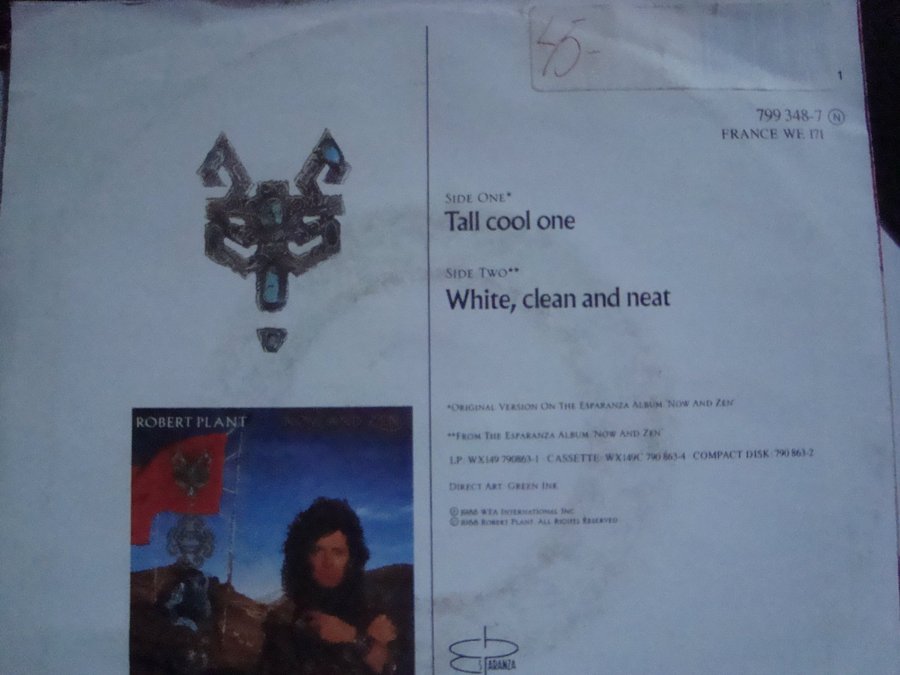 45-
1
799 348-7 Ⓝ
FRANCE WE 171
SIDE ONE*
Tall cool one
SIDE TWO**
White, clean and neat
ROBERT PLANT
*ORIGINAL VERSION ON THE ESPARANZA ALBUM 'NOW AND ZEN'
**FROM THE ESPARANZA ALBUM 'NOW AND ZEN'
LP: WX149 790863-1 CASSETTE: WX149C 790 863-4 COMPACT DISK: 790 863-2
DIRECT ART: GREEN INK
Ⓟ 1988 WEA INTERNATIONAL INC.
© 1988 ROBERT PLANT. ALL RIGHTS RESERVED
ES PARANZA